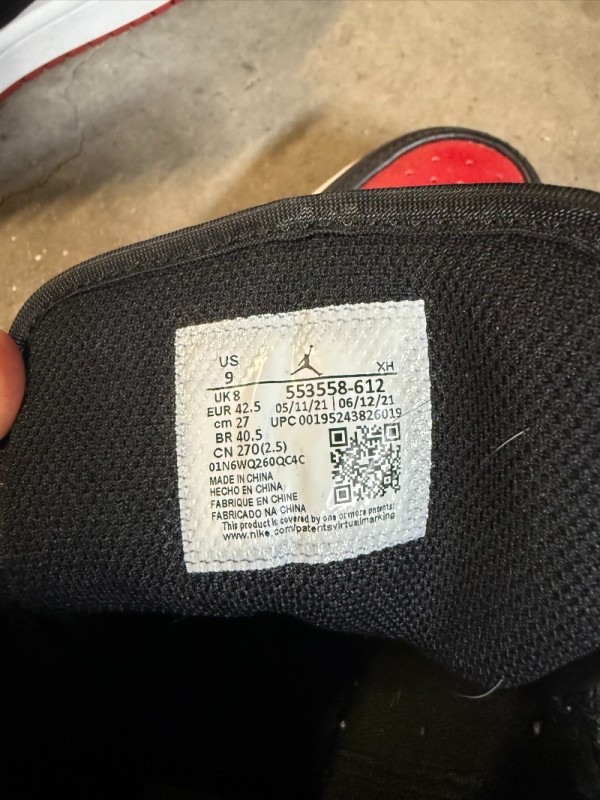 US
9
XH
UK 8
553558-612
EUR 42.5
05/11/21 | 06/12/21
cm 27
UPC 00195243826019
BR 40.5
CN 270(2.5)
01N6WQ260QC4C
MADE IN CHINA
HECHO EN CHINA
FABRIQUE EN CHINE
FABRICADO NA CHINA
This product is covered by one or more patents:
www.nike.com/patentsvirtualmarking